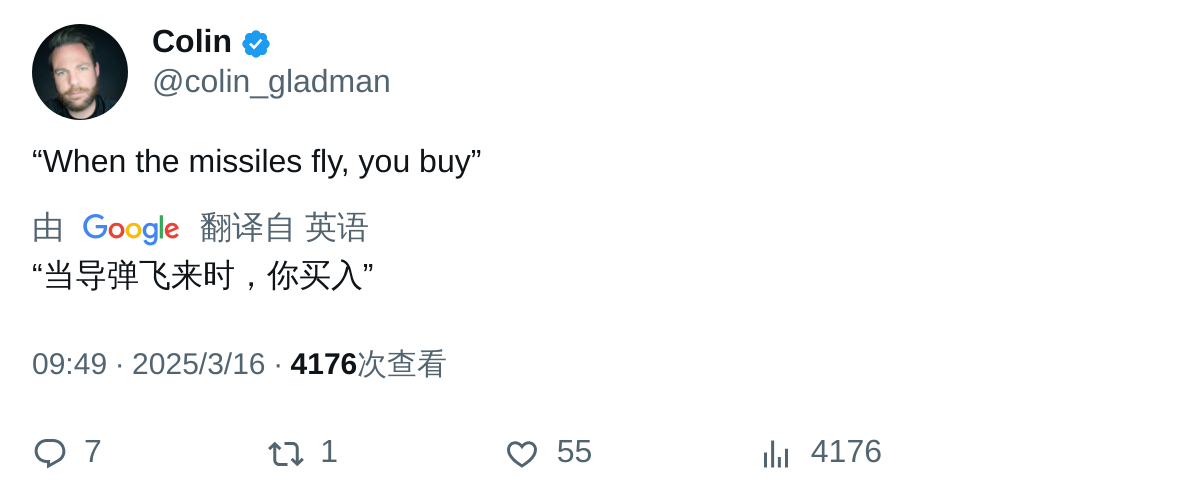 Colin
@colin_gladman
“When the missiles fly, you buy”
由 Google 翻译自 英语
“当导弹飞来时，你买入”
09:49 · 2025/3/16 · 4176次查看
7 1 55 4176